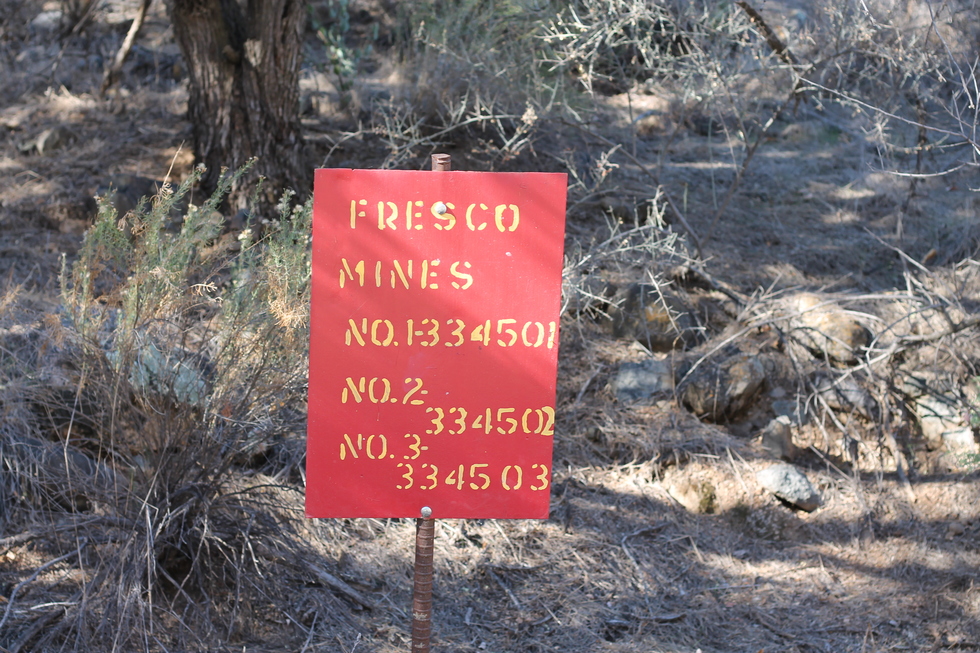 FRESCO
MINES
NO.1-334501
NO.2-
334502
NO.3-
334503